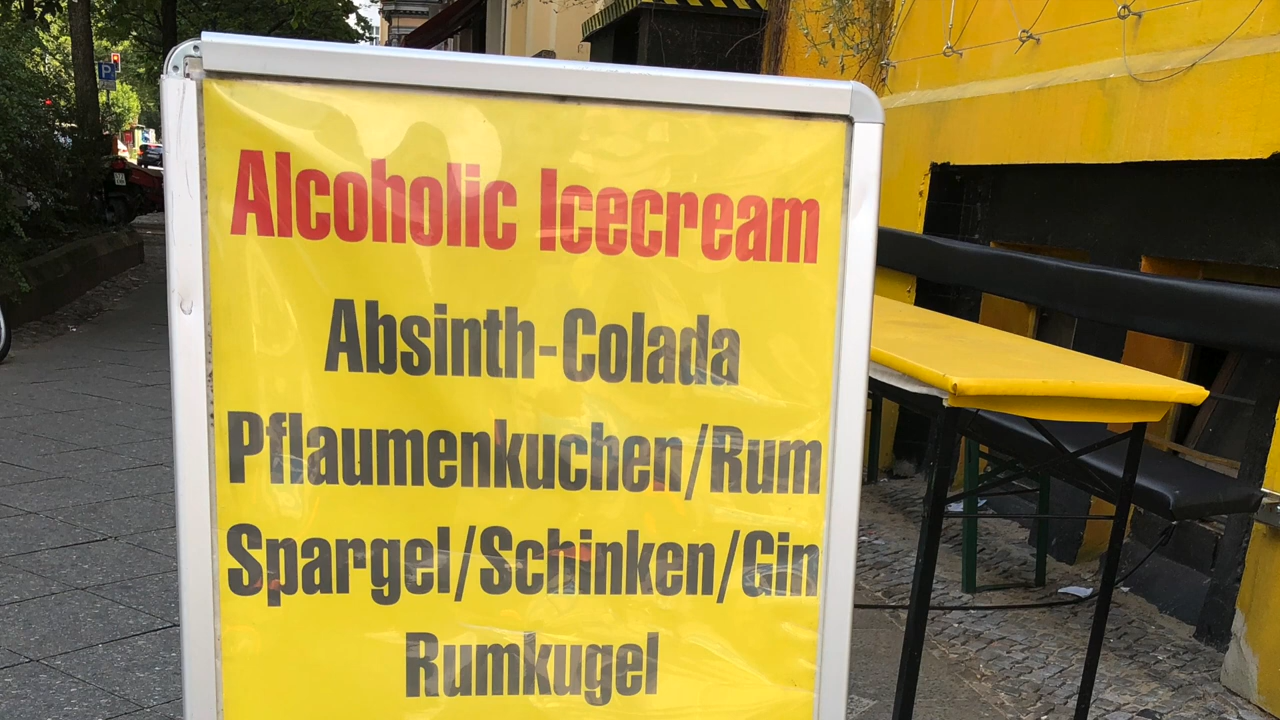 Alcoholic Icecream
Absinth-Colada
Pflaumenkuchen/Rum
Spargel/Schinken/Gin
Rumkugel
P